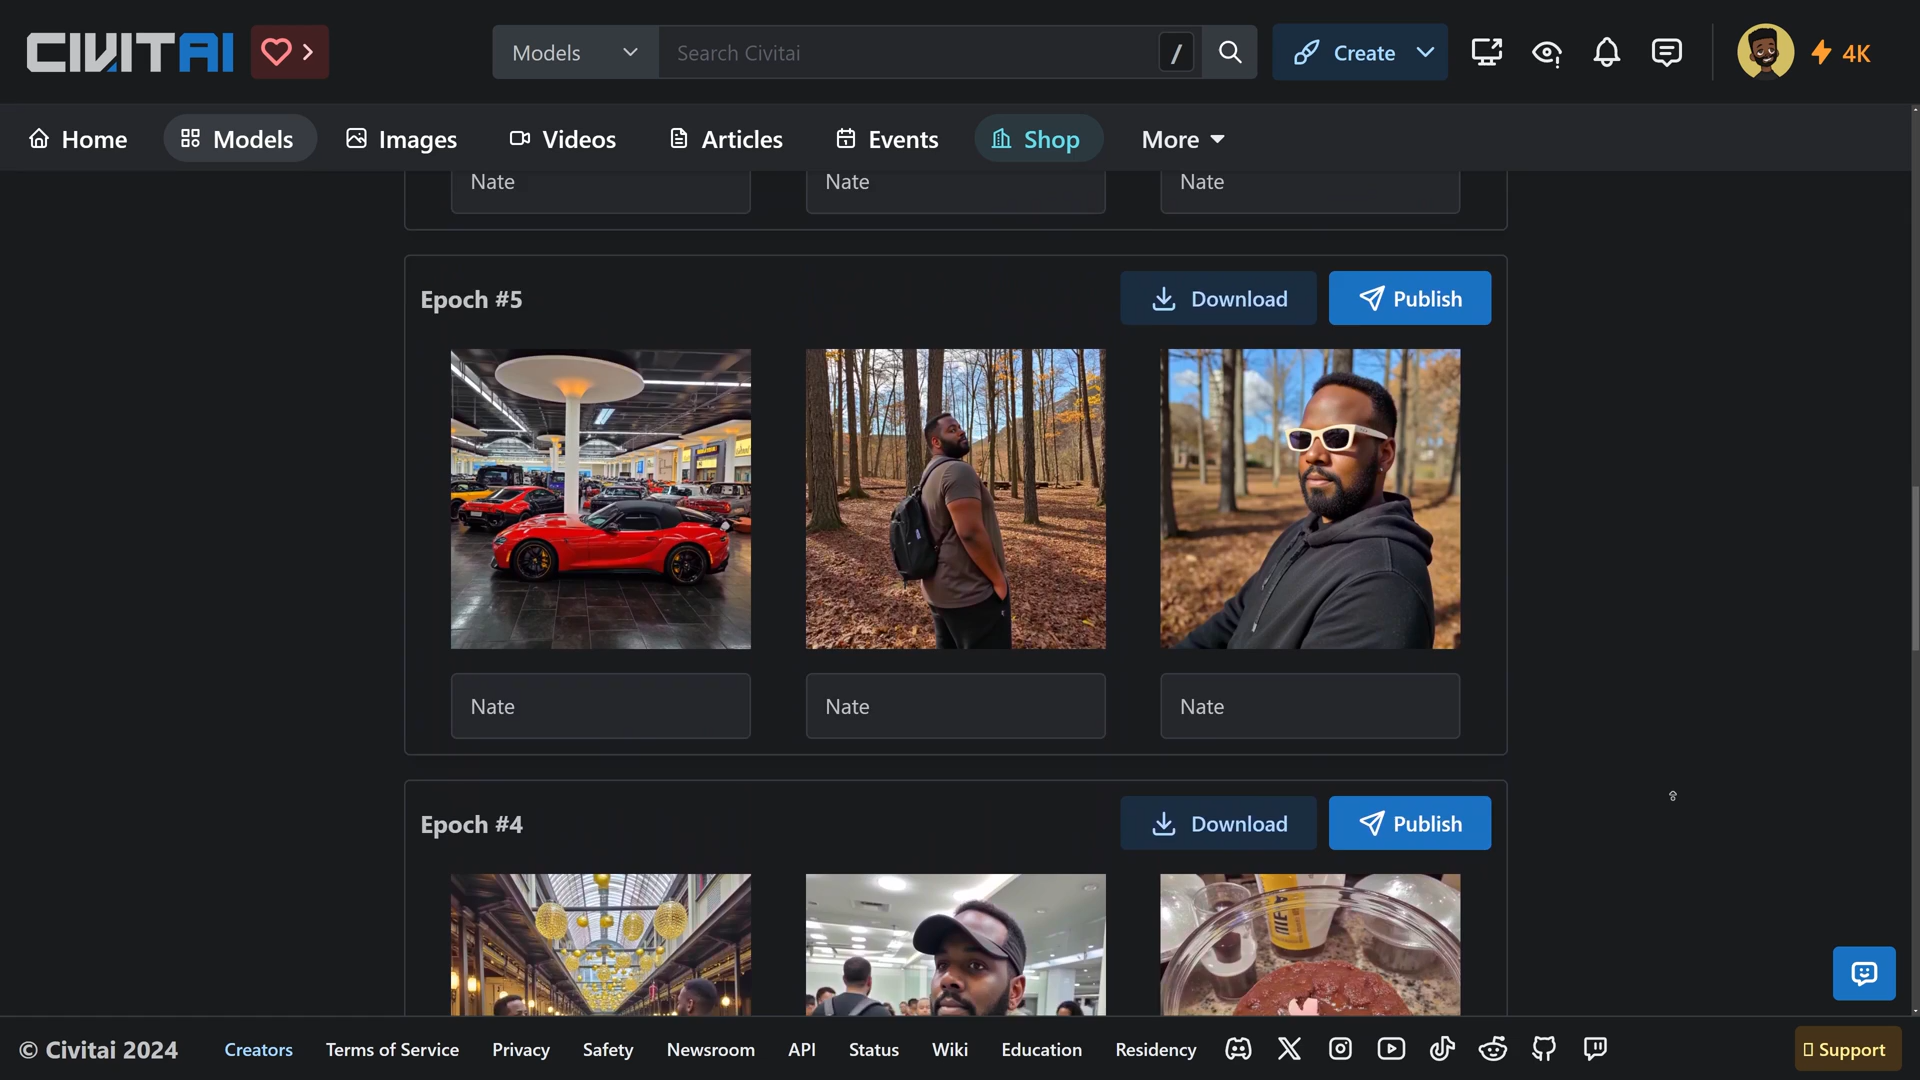 CIVITAI
Models
Search Civitai
/
Create
4K
Home
Models
Images
Videos
Articles
Events
Shop
More
Nate
Nate
Nate
Epoch #5
Download
Publish
Nate
Nate
Nate
Epoch #4
Download
Publish
© Civitai 2024
Creators
Terms of Service
Privacy
Safety
Newsroom
API
Status
Wiki
Education
Residency
Support